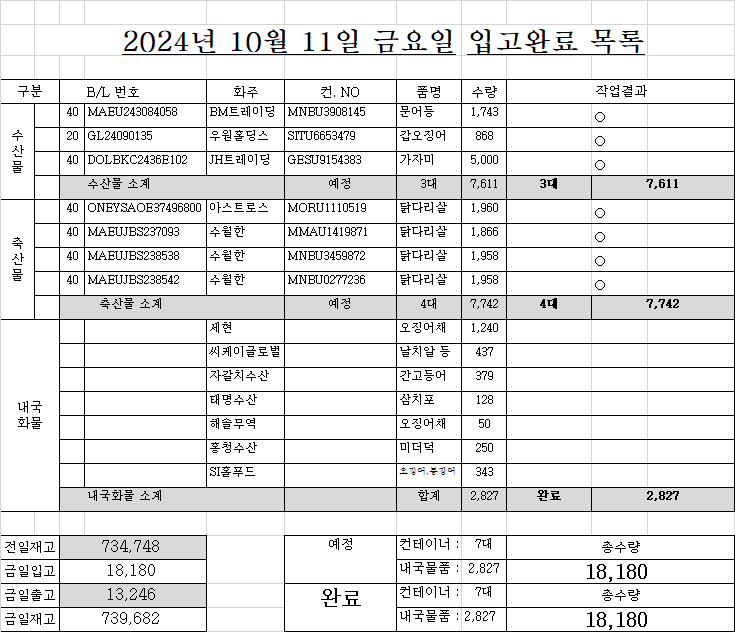 2024년 10월 11일 금요일 입고완료 목록
구분 B/L 번호 화주 컨. NO 품명 수량 작업결과
수산물
40 MAEU243084058 BM트레이딩 MNBU3908145 문어등 1,743 ○
20 GL24090135 우원홀딩스 SITU6653479 갑오징어 868 ○
40 DOLBKC2436E102 JH트레이딩 GESU9154383 가자미 5,000 ○
수산물 소계 예정 3대 7,611 3대 7,611
축산물
40 ONEYSAOE37496800 아스트로스 MORU1110519 닭다리살 1,960 ○
40 MAEUJBS237093 수월한 MMAU1419871 닭다리살 1,866 ○
40 MAEUJBS238538 수월한 MNBU3459872 닭다리살 1,958 ○
40 MAEUJBS238542 수월한 MNBU0277236 닭다리살 1,958 ○
축산물 소계 예정 4대 7,742 4대 7,742
내국
화물
세현 오징어채 1,240
씨케이글로벌 날치알 등 437
자갈치수산 간고등어 379
태명수산 삼치포 128
해솔무역 오징어채 50
홍청수산 미더덕 250
SI홀푸드 오징어,통징어 343
내국화물 소계 합계 2,827 완료 2,827
전일재고 734,748 예정 컨테이너 : 7대 총수량
금일입고 18,180 내국물품 : 2,827 18,180
금일출고 13,246 완료 컨테이너 : 7대 총수량
금일재고 739,682 내국물품 : 2,827 18,180